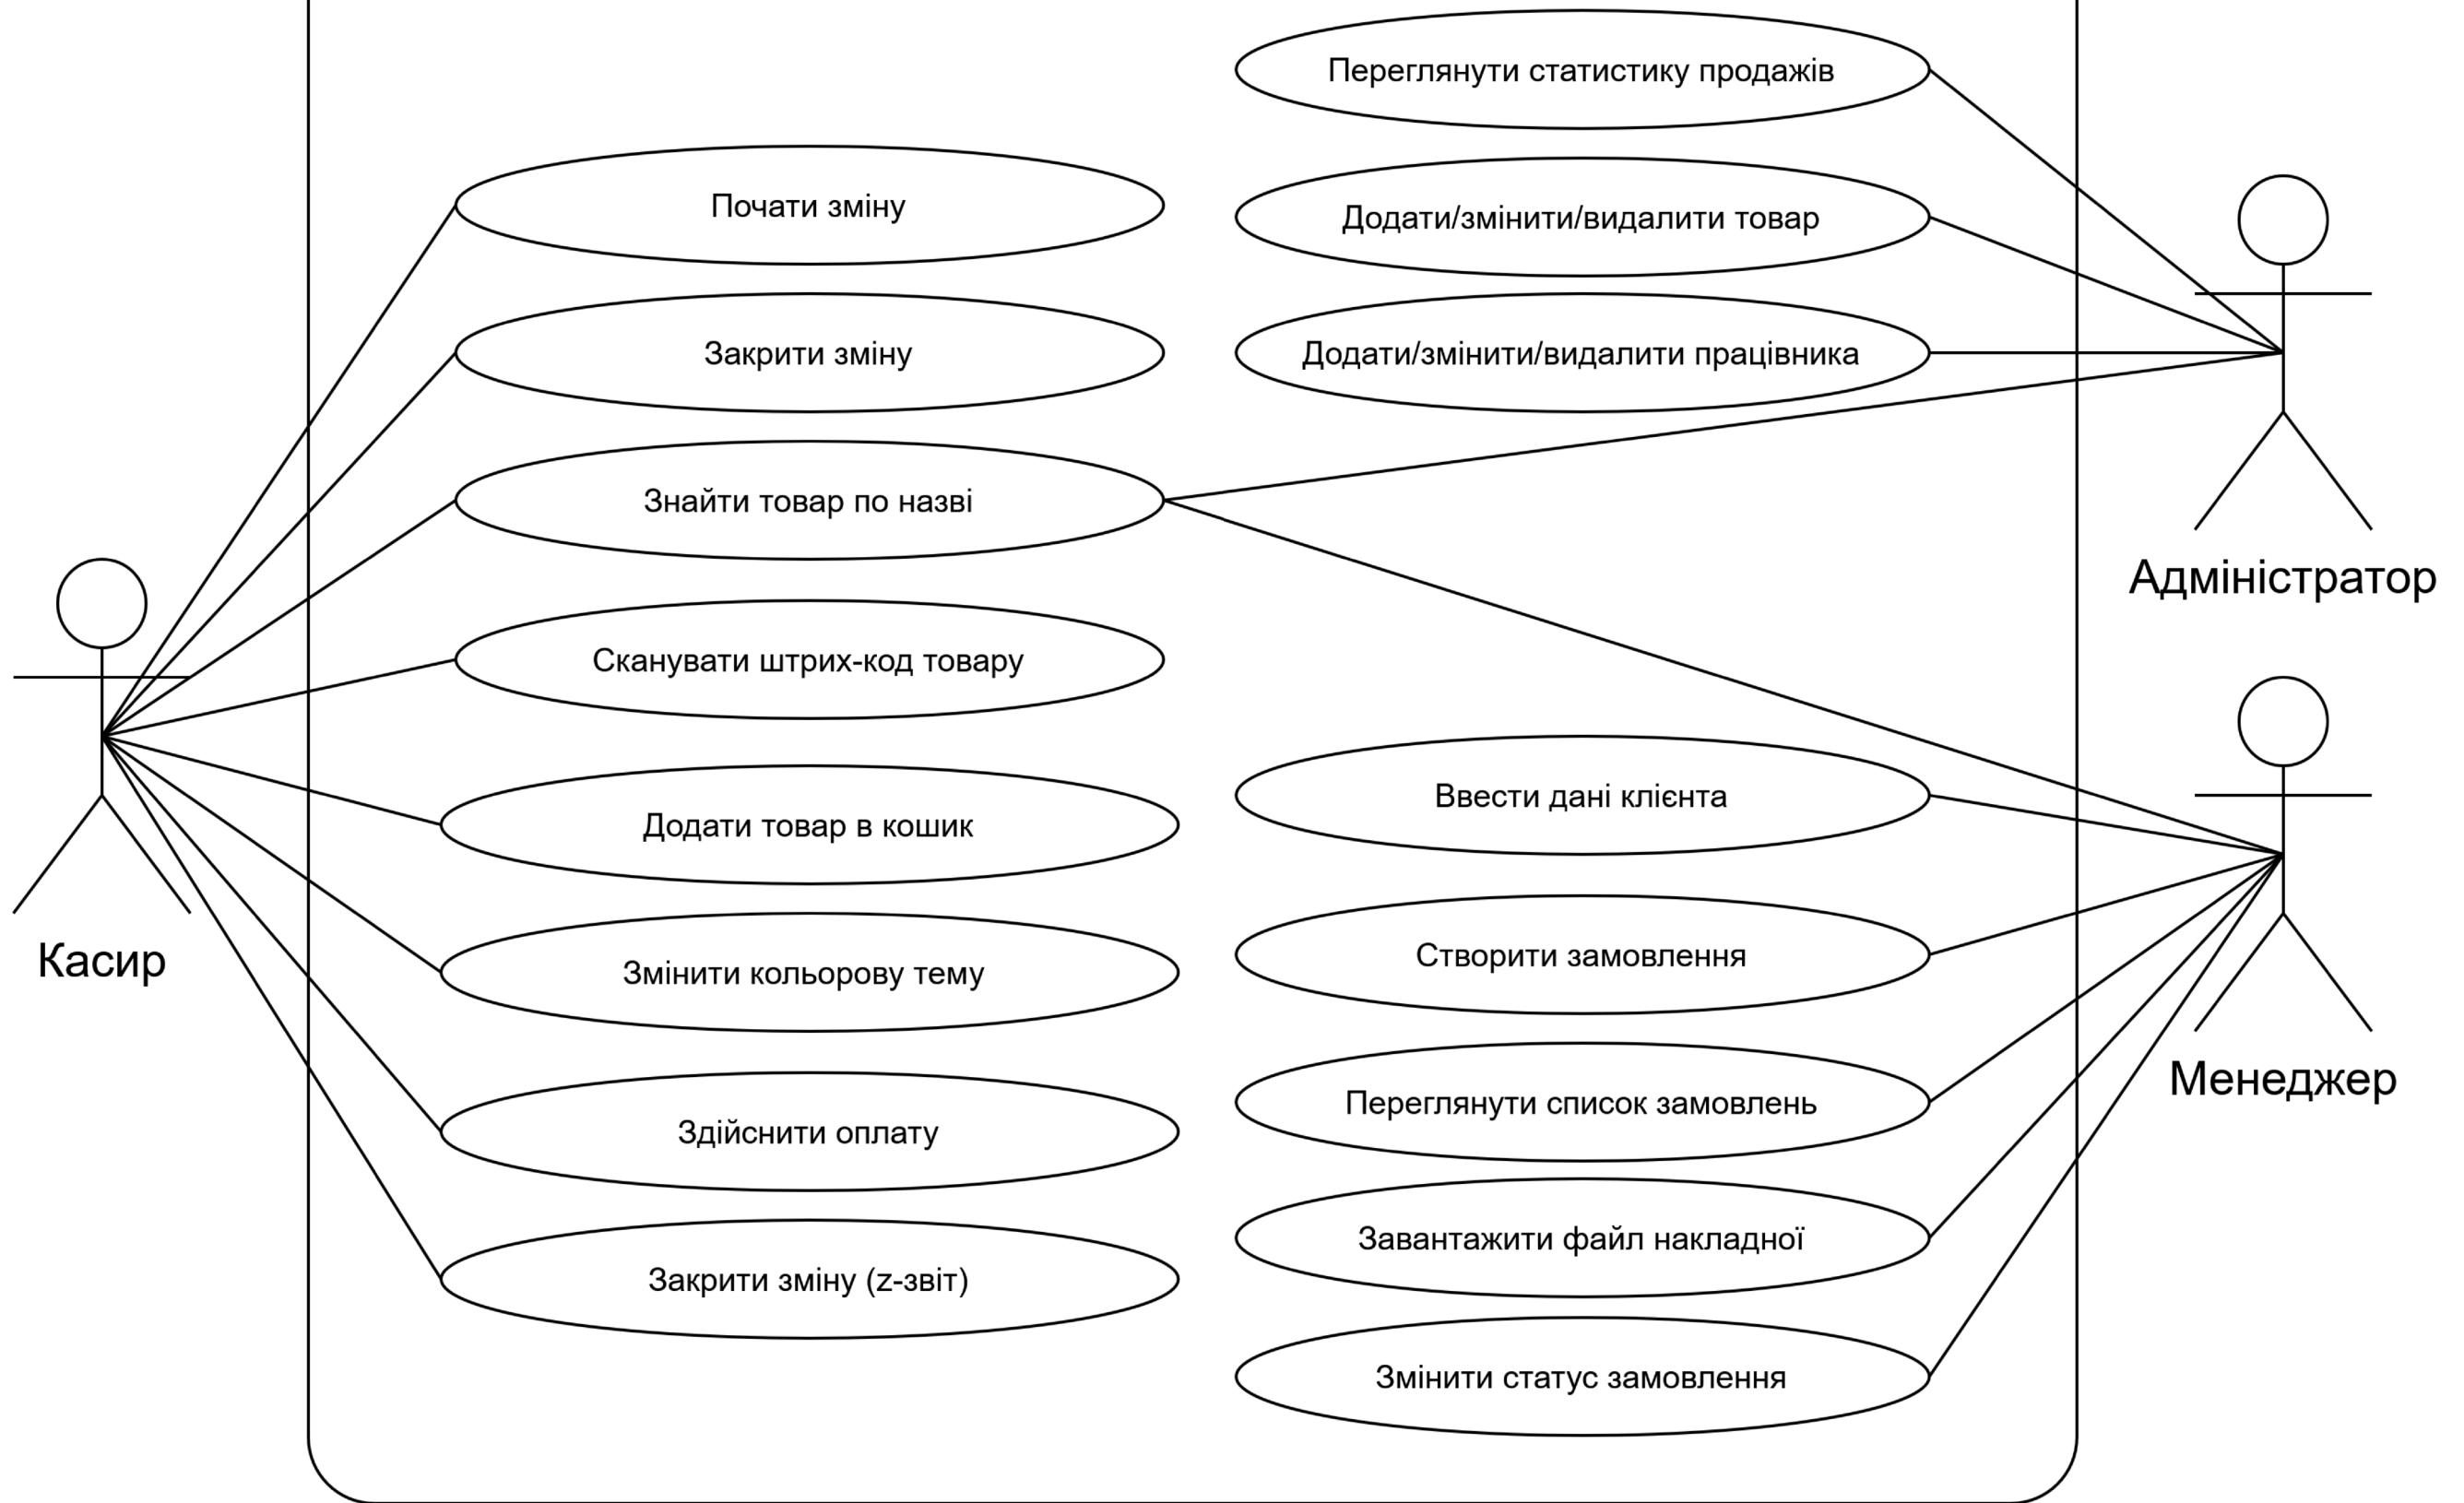 Переглянути статистику продажів
Почати зміну
Додати/змінити/видалити товар
Закрити зміну
Додати/змінити/видалити працівника
Знайти товар по назві
Адміністратор
Сканувати штрих-код товару
Ввести дані клієнта
Додати товар в кошик
Касир
Створити замовлення
Змінити кольорову тему
Менеджер
Переглянути список замовлень
Здійснити оплату
Завантажити файл накладної
Закрити зміну (z-звіт)
Змінити статус замовлення